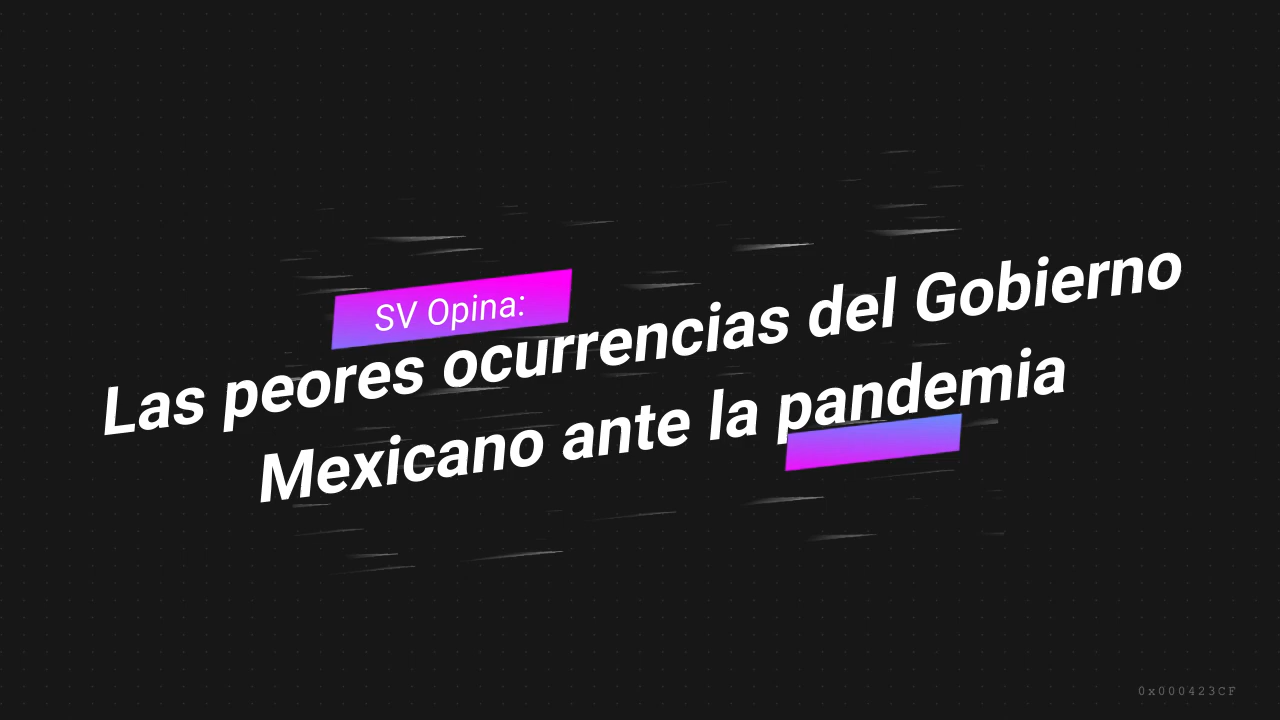 SV Opina:
Las peores ocurrencias del Gobierno
Mexicano ante la pandemia
0x000423CF